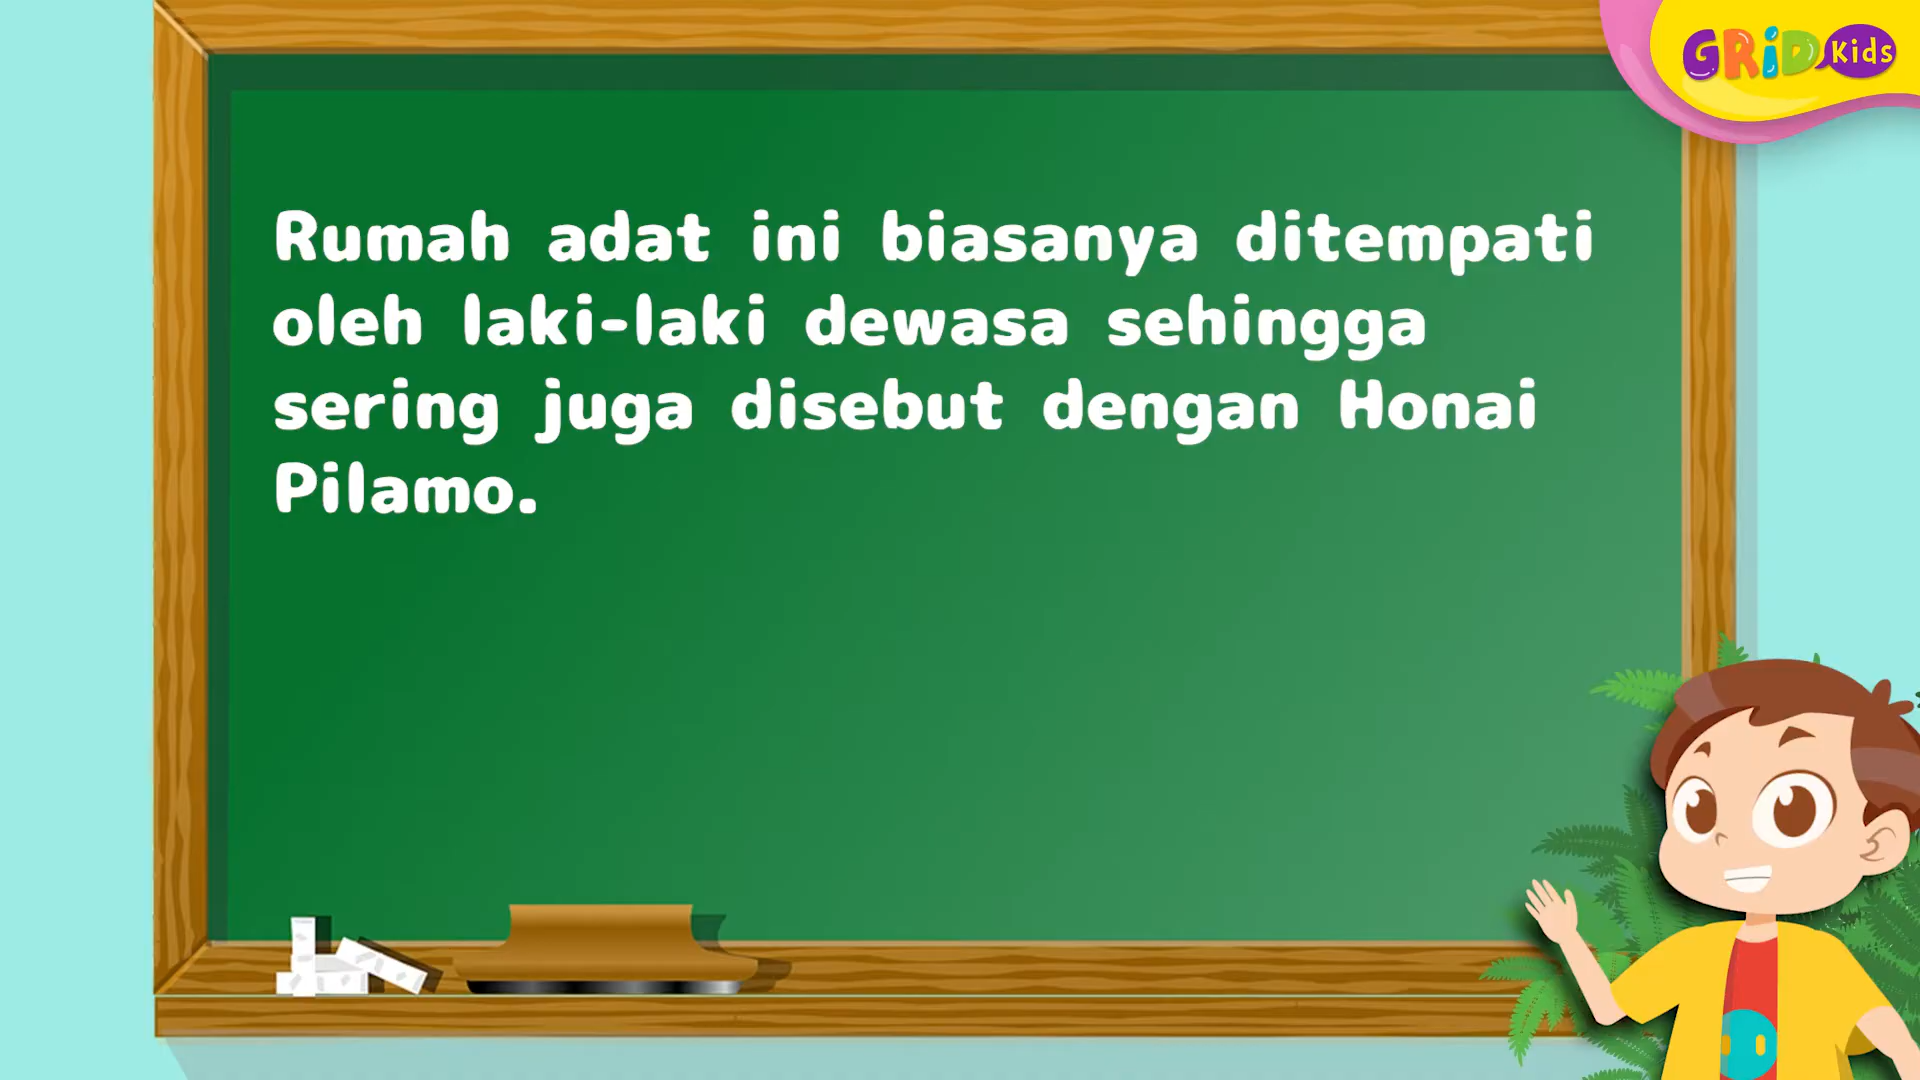 GRiD Kids
Rumah adat ini biasanya ditempati
oleh laki-laki dewasa sehingga
sering juga disebut dengan Honai
Pilamo.